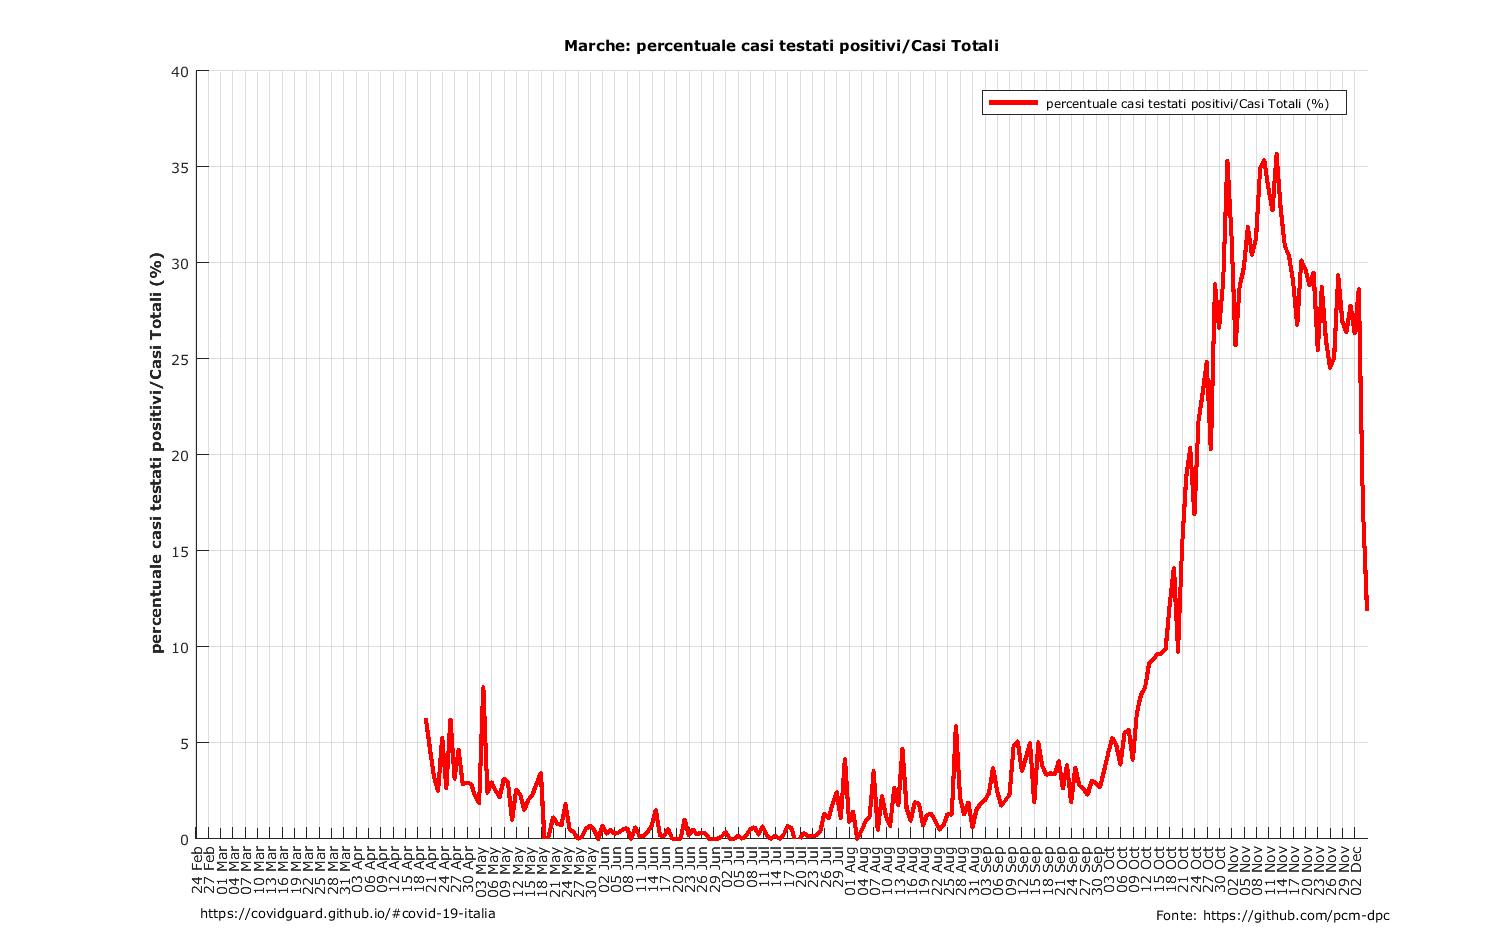 Marche: percentuale casi testati positivi/Casi Totali
percentuale casi testati positivi/Casi Totali (%)
percentuale casi testati positivi/Casi Totali (%)
40
35
30
25
20
15
10
5
0
24 Feb
27 Feb
01 Mar
04 Mar
07 Mar
10 Mar
13 Mar
16 Mar
19 Mar
22 Mar
25 Mar
28 Mar
31 Mar
03 Apr
06 Apr
09 Apr
12 Apr
15 Apr
18 Apr
21 Apr
24 Apr
27 Apr
30 Apr
03 May
06 May
09 May
12 May
15 May
18 May
21 May
24 May
27 May
30 May
02 Jun
05 Jun
08 Jun
11 Jun
14 Jun
17 Jun
20 Jun
23 Jun
26 Jun
29 Jun
02 Jul
05 Jul
08 Jul
11 Jul
14 Jul
17 Jul
20 Jul
23 Jul
26 Jul
29 Jul
01 Aug
04 Aug
07 Aug
10 Aug
13 Aug
16 Aug
19 Aug
22 Aug
25 Aug
28 Aug
31 Aug
03 Sep
06 Sep
09 Sep
12 Sep
15 Sep
18 Sep
21 Sep
24 Sep
27 Sep
30 Sep
03 Oct
06 Oct
09 Oct
12 Oct
15 Oct
18 Oct
21 Oct
24 Oct
27 Oct
30 Oct
02 Nov
05 Nov
08 Nov
11 Nov
14 Nov
17 Nov
20 Nov
23 Nov
26 Nov
29 Nov
02 Dec
https://covidguard.github.io/#covid-19-italia
Fonte: https://github.com/pcm-dpc